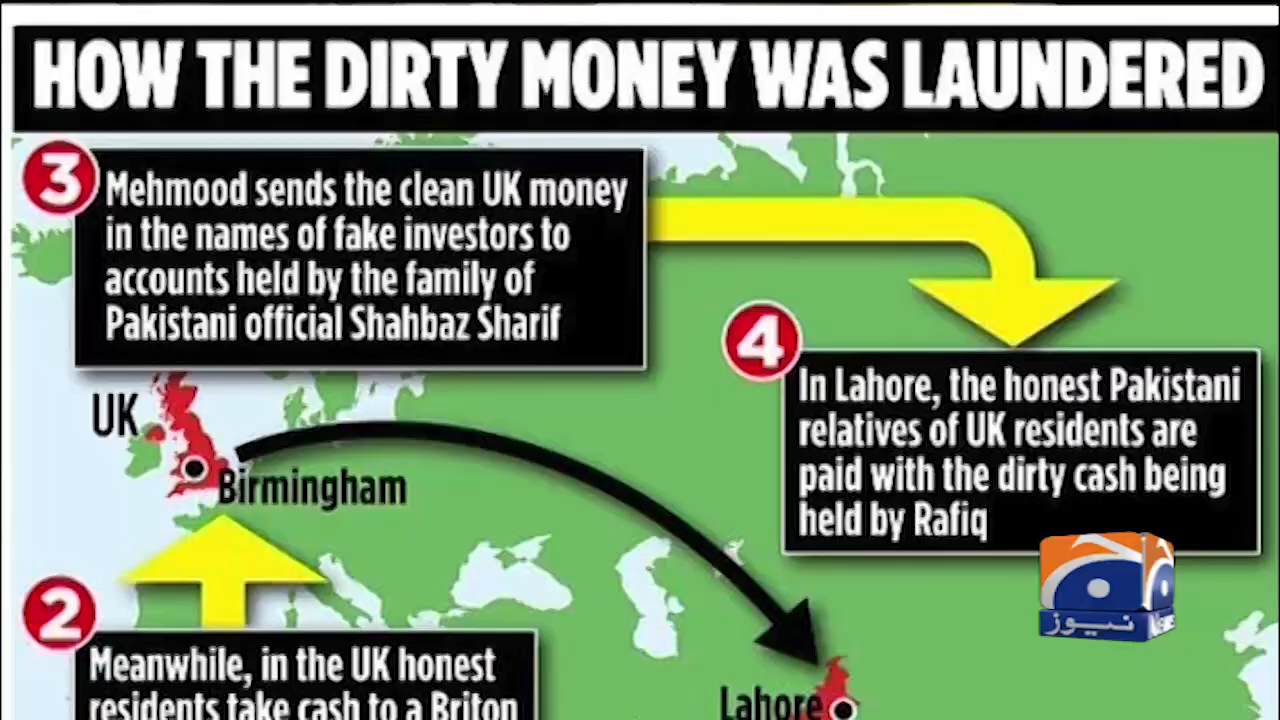 HOW THE DIRTY MONEY WAS LAUNDERED
3
Mehmood sends the clean UK money
in the names of fake investors to
accounts held by the family of
Pakistani official Shahbaz Sharif
4
In Lahore, the honest Pakistani
relatives of UK residents are
paid with the dirty cash being
held by Rafiq
UK
Birmingham
2
Meanwhile, in the UK honest
residents take cash to a Briton
Lahore
جیو
نیوز
News